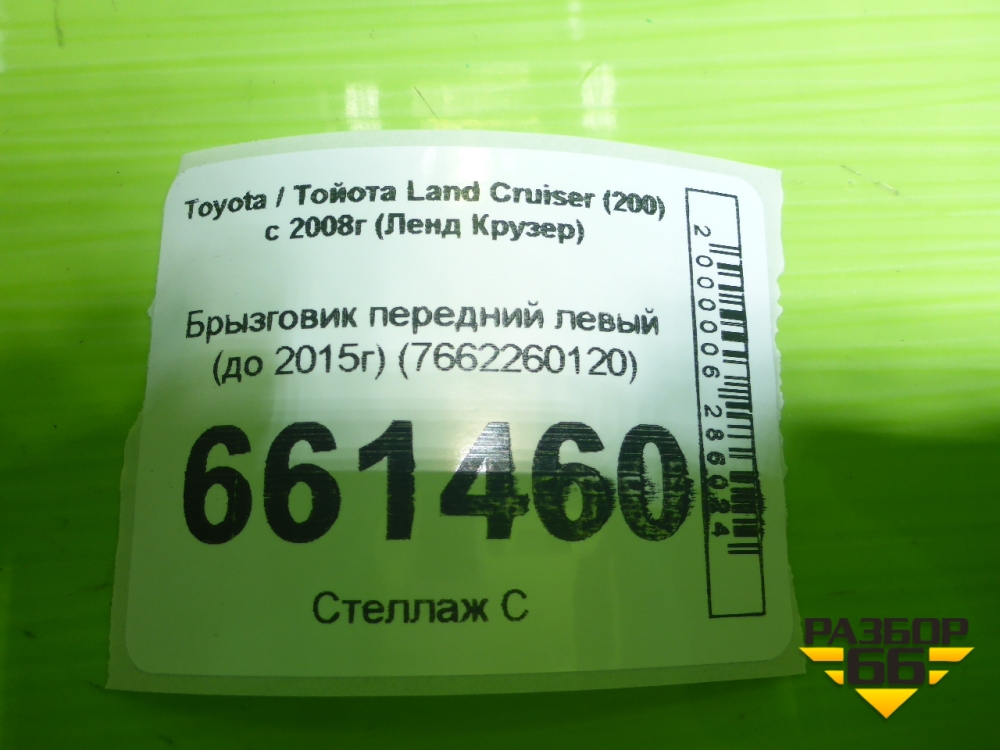 Toyota / Тойота Land Cruiser (200)
с 2008г (Ленд Крузер)
Брызговик передний левый
(до 2015г) (7662260120)
661460
Стеллаж С
2000006286024
РАЗБОР
66